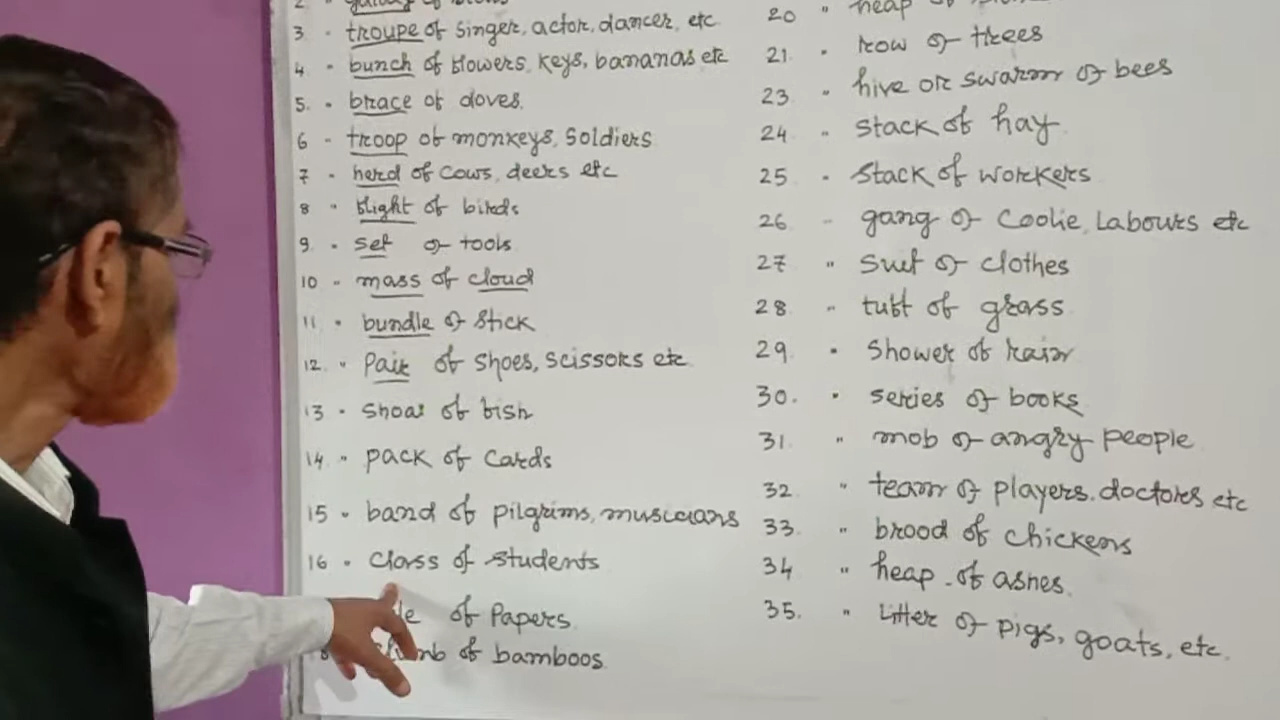 3 " troupe of singer, actor, dancer, etc
4 - bunch of flowers, keys, bananas etc
5. - brace of doves.
6 - troop of monkeys, soldiers
7 - herd of cows, deers etc
8 " flight of birds
9 - set of tools
10 - mass of cloud
11 - bundle of stick
12. " pair of shoes, scissors etc
13 - shoal of fish
14 " pack of cards
15 - band of pilgrims, musicians
16 - class of students
of Papers
of bamboos
20 " heap of
21 - row of trees
23 " hive or swarm of bees
24 " stack of hay
25 - stack of workers
26 - gang of coolie, Labours etc
27 " suit of clothes
28 " tuft of grass
29 - shower of rain
30. - series of books
31 " mob of angry people
32 " team of players, doctores etc
33. " brood of chickens
34 " heap of ashes
35. " Litter of pigs, goats, etc.